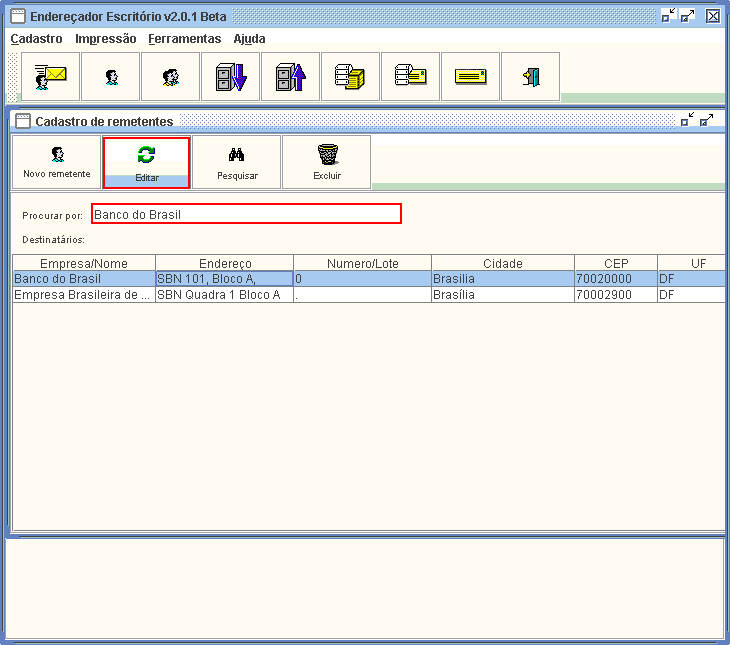 Endereçador Escritório v2.0.1 Beta
Cadastro Impressão Ferramentas Ajuda
Cadastro de remetentes
Novo remetente Editar Pesquisar Excluir
Procurar por: Banco do Brasil
Destinatários:
Empresa/Nome Endereço Numero/Lote Cidade CEP UF
Banco do Brasil SBN 101, Bloco A, 0 Brasilia 70020000 DF
Empresa Brasileira de ... SBN Quadra 1 Bloco A . Brasília 70002900 DF